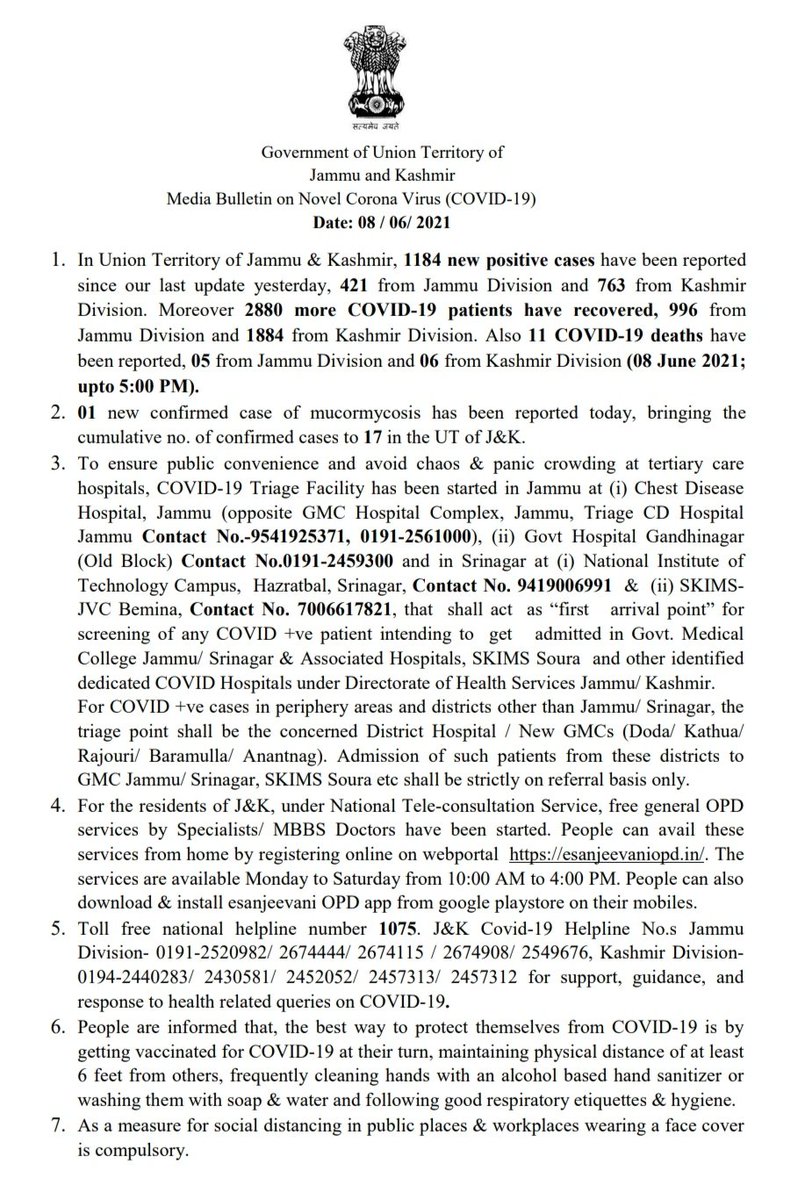 सत्यमेव जयते
Government of Union Territory of
Jammu and Kashmir
Media Bulletin on Novel Corona Virus (COVID-19)
Date: 08 / 06/ 2021
1. In Union Territory of Jammu & Kashmir, 1184 new positive cases have been reported
since our last update yesterday, 421 from Jammu Division and 763 from Kashmir
Division. Moreover 2880 more COVID-19 patients have recovered, 996 from
Jammu Division and 1884 from Kashmir Division. Also 11 COVID-19 deaths have
been reported, 05 from Jammu Division and 06 from Kashmir Division (08 June 2021;
upto 5:00 PM).
2. 01 new confirmed case of mucormycosis has been reported today, bringing the
cumulative no. of confirmed cases to 17 in the UT of J&K.
3. To ensure public convenience and avoid chaos & panic crowding at tertiary care
hospitals, COVID-19 Triage Facility has been started in Jammu at (i) Chest Disease
Hospital, Jammu (opposite GMC Hospital Complex, Jammu, Triage CD Hospital
Jammu Contact No.-9541925371, 0191-2561000), (ii) Govt Hospital Gandhinagar
(Old Block) Contact No.0191-2459300 and in Srinagar at (i) National Institute of
Technology Campus, Hazratbal, Srinagar, Contact No. 9419006991 & (ii) SKIMS-
JVC Bemina, Contact No. 7006617821, that shall act as “first arrival point” for
screening of any COVID +ve patient intending to get admitted in Govt. Medical
College Jammu/ Srinagar & Associated Hospitals, SKIMS Soura and other identified
dedicated COVID Hospitals under Directorate of Health Services Jammu/ Kashmir.
For COVID +ve cases in periphery areas and districts other than Jammu/ Srinagar, the
triage point shall be the concerned District Hospital / New GMCs (Doda/ Kathua/
Rajouri/ Baramulla/ Anantnag). Admission of such patients from these districts to
GMC Jammu/ Srinagar, SKIMS Soura etc shall be strictly on referral basis only.
4. For the residents of J&K, under National Tele-consultation Service, free general OPD
services by Specialists/ MBBS Doctors have been started. People can avail these
services from home by registering online on webportal https://esanjeevaniopd.in/. The
services are available Monday to Saturday from 10:00 AM to 4:00 PM. People can also
download & install esanjeevani OPD app from google playstore on their mobiles.
5. Toll free national helpline number 1075. J&K Covid-19 Helpline No.s Jammu
Division- 0191-2520982/ 2674444/ 2674115 / 2674908/ 2549676, Kashmir Division-
0194-2440283/ 2430581/ 2452052/ 2457313/ 2457312 for support, guidance, and
response to health related queries on COVID-19.
6. People are informed that, the best way to protect themselves from COVID-19 is by
getting vaccinated for COVID-19 at their turn, maintaining physical distance of at least
6 feet from others, frequently cleaning hands with an alcohol based hand sanitizer or
washing them with soap & water and following good respiratory etiquettes & hygiene.
7. As a measure for social distancing in public places & workplaces wearing a face cover
is compulsory.